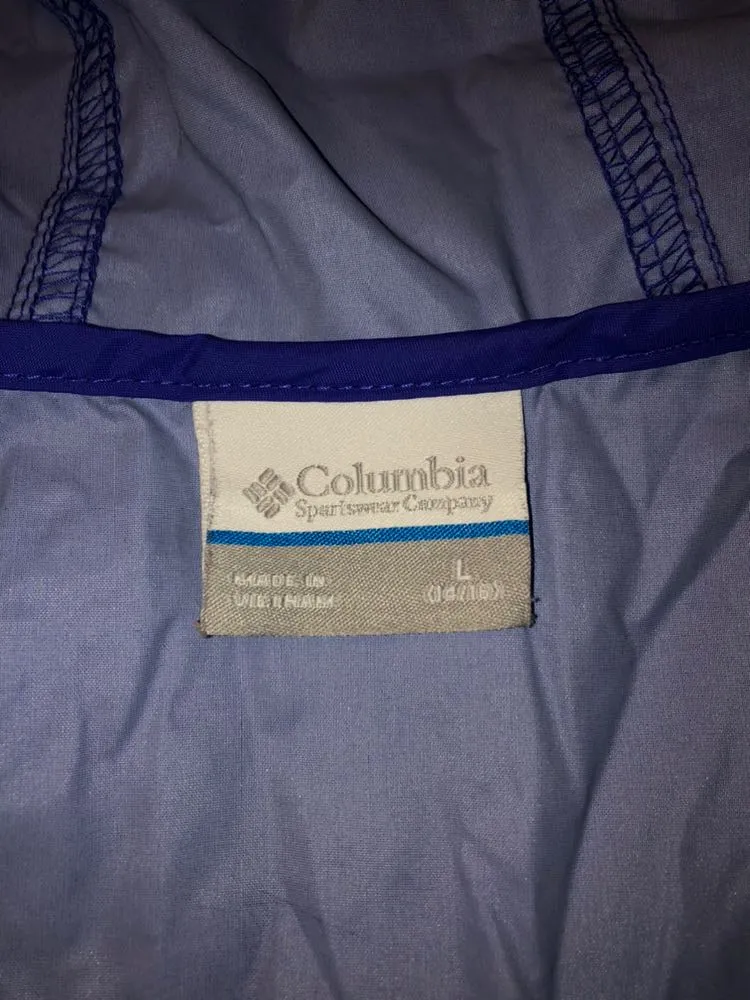 Columbia
Sportswear Company
MADE IN
VIETNAM
L
(14/16)